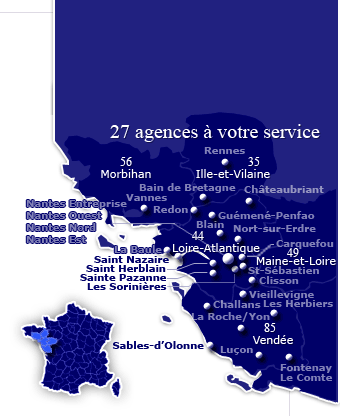 27 agences à votre service
Rennes
56
35
Morbihan
Ille-et-Vilaine
Bain de Bretagne
Châteaubriant
Vannes
Nantes Entreprise
Redon
Guémené-Penfao
Nantes Ouest
Blain
Nort-sur-Erdre
Nantes Nord
44
Carquefou
Nantes Est
La Baule
Loire-Atlantique
49
Saint Nazaire
Maine-et-Loire
Saint Herblain
St-Sébastien
Sainte Pazanne
Clisson
Les Sorinières
Vieillevigne
Challans
Les Herbiers
La Roche/Yon
85
Vendée
Sables-d'Olonne
Luçon
Fontenay
Le Comte